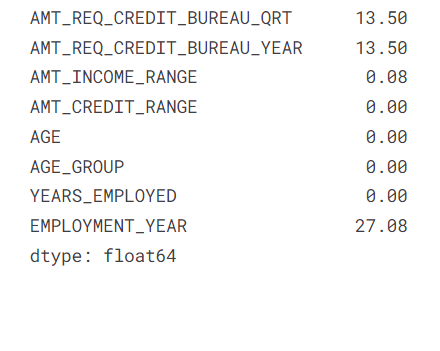 AMT_REQ_CREDIT_BUREAU_QRT 13.50
AMT_REQ_CREDIT_BUREAU_YEAR 13.50
AMT_INCOME_RANGE 0.08
AMT_CREDIT_RANGE 0.00
AGE 0.00
AGE_GROUP 0.00
YEARS_EMPLOYED 0.00
EMPLOYMENT_YEAR 27.08
dtype: float64